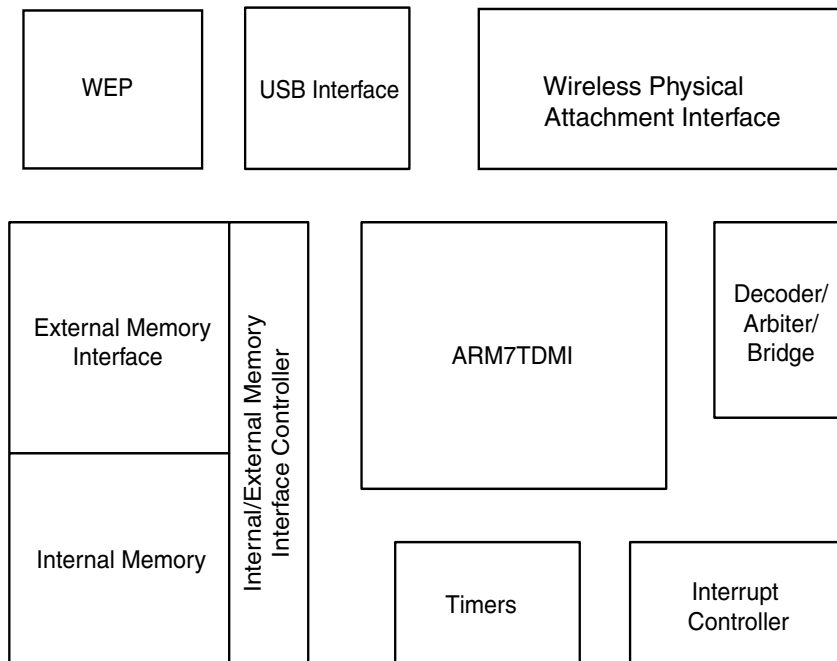 WEP
USB Interface
Wireless Physical
Attachment Interface
External Memory
Interface
Internal/External Memory
Interface Controller
ARM7TDMI
Decoder/
Arbiter/
Bridge
Internal Memory
Timers
Interrupt
Controller